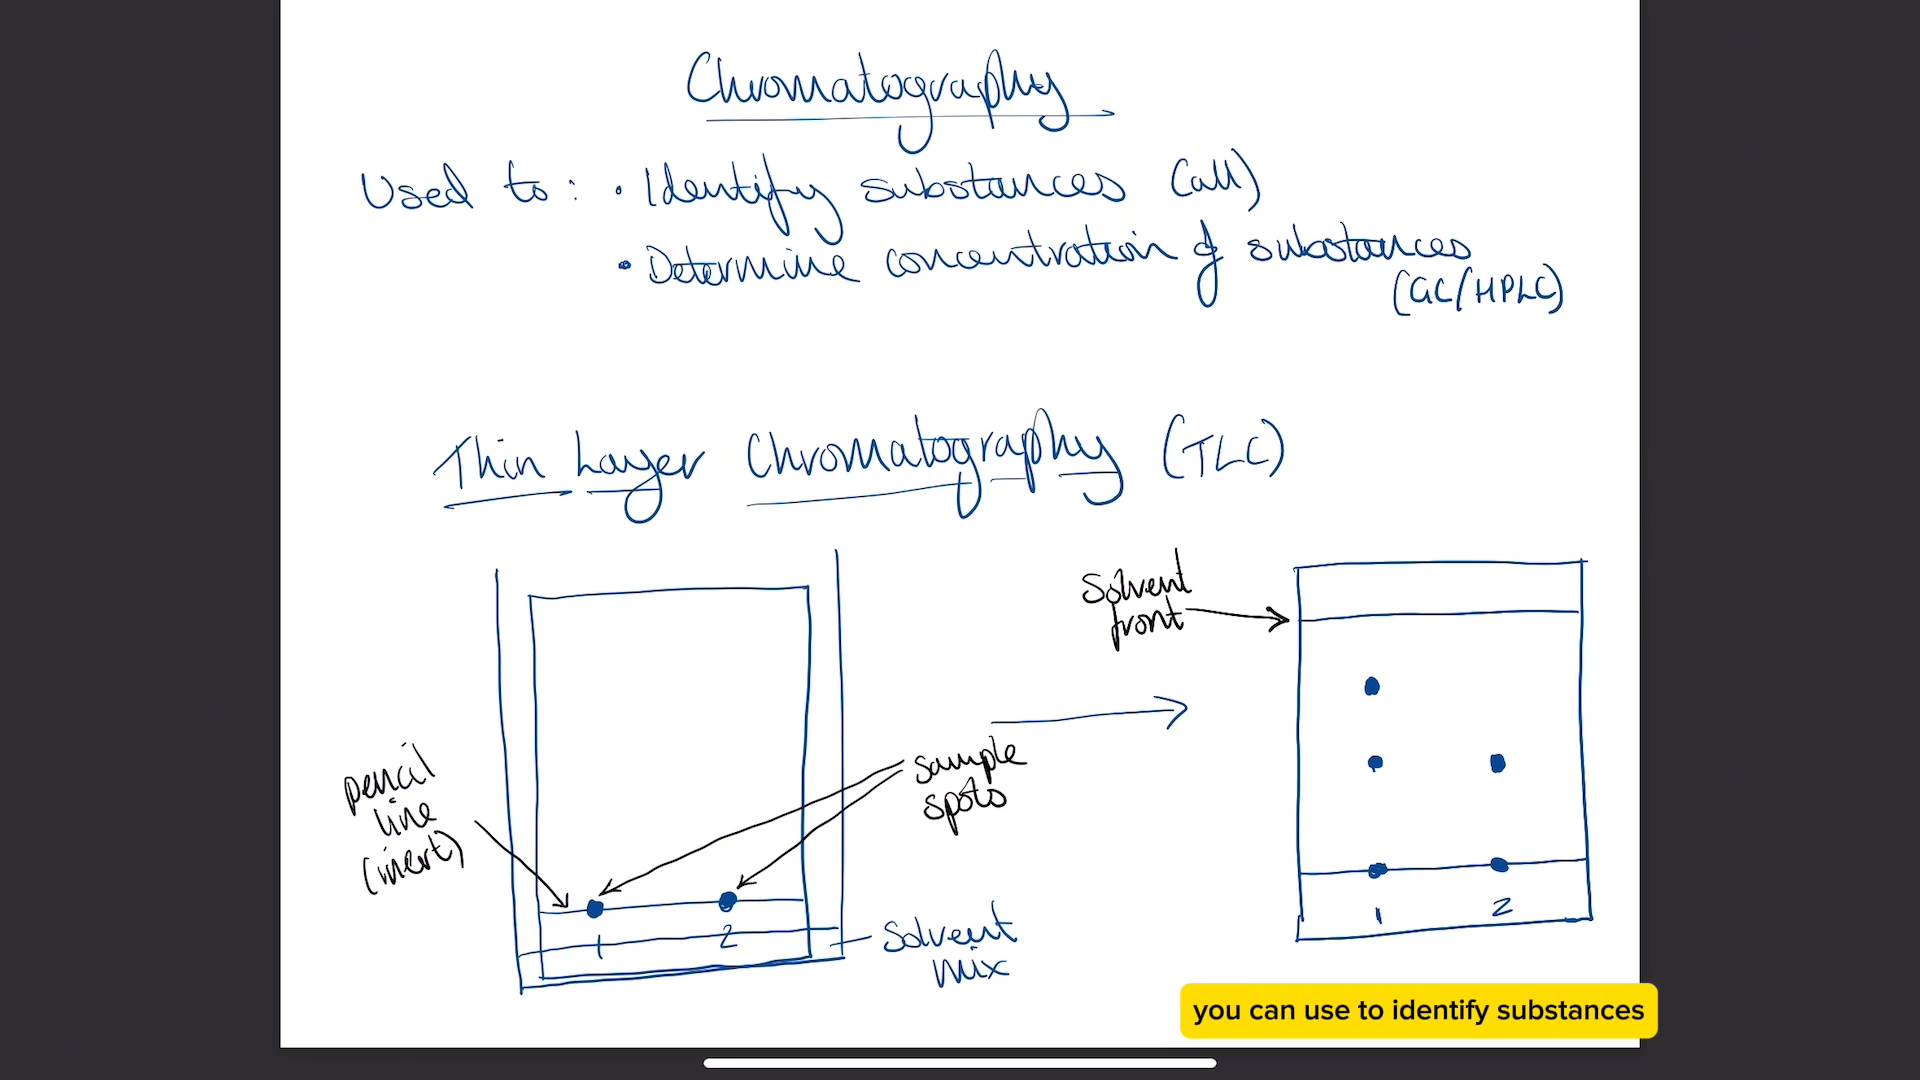 Chromatography
Used to: • Identify substances (all)
• Determine concentration of substances
(GC/HPLC)
Thin Layer Chromatography (TLC)
Solvent
front
pencil
line
(inert)
sample
spots
1 2
Solvent
mix
1 2
you can use to identify substances